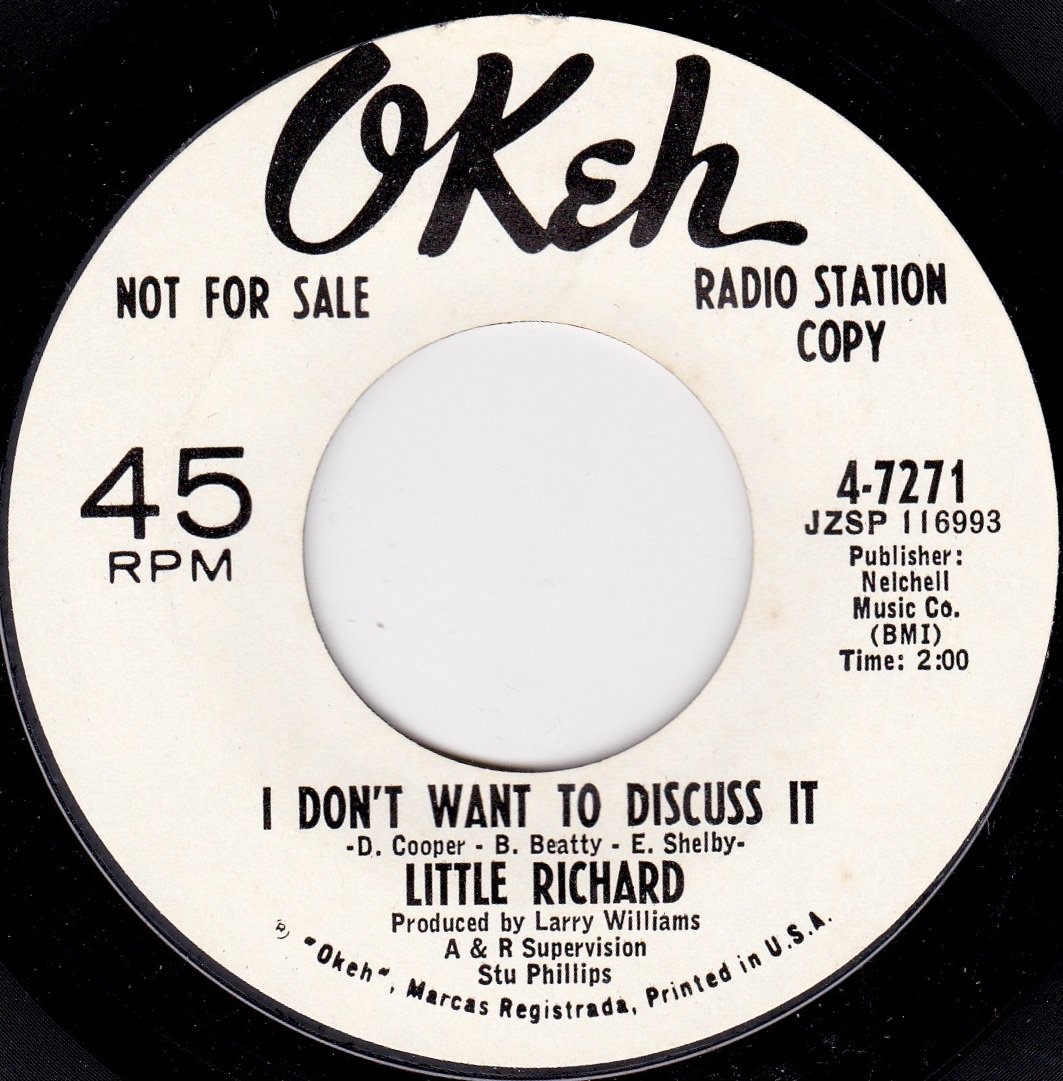 OKeh
NOT FOR SALE
RADIO STATION
COPY
45
RPM
4-7271
JZSP 116993
Publisher:
Nelchell
Music Co.
(BMI)
Time: 2:00
I DON'T WANT TO DISCUSS IT
-D. Cooper - B. Beatty - E. Shelby-
LITTLE RICHARD
Produced by Larry Williams
A & R Supervision
Stu Phillips
® "Okeh", Marcas Registrada, Printed in U.S.A.